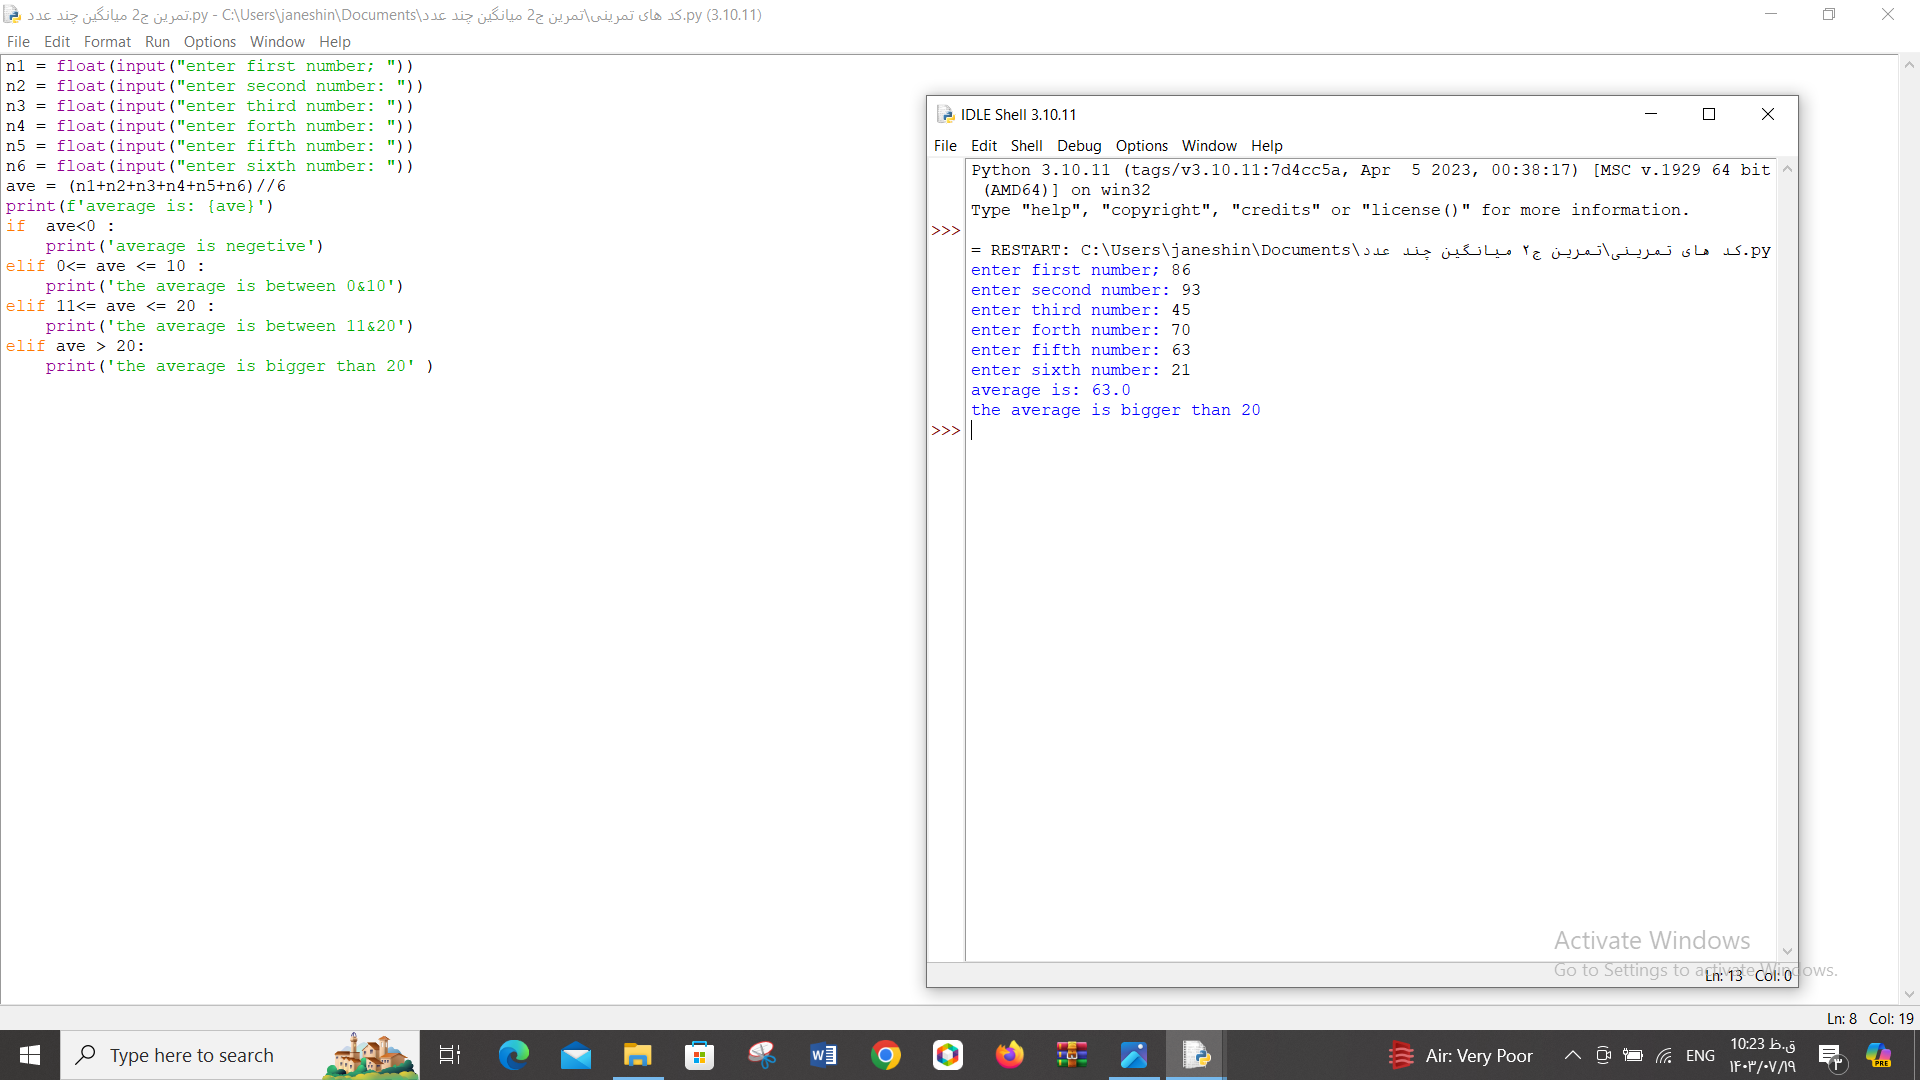 تمرین ج2 میانگین چند عدد.py - C:\Users\janeshin\Documents\کد های تمرینی\تمرین ج2 میانگین چند عدد.py (3.10.11)
File Edit Format Run Options Window Help
n1 = float(input("enter first number; "))
n2 = float(input("enter second number: "))
n3 = float(input("enter third number: "))
n4 = float(input("enter forth number: "))
n5 = float(input("enter fifth number: "))
n6 = float(input("enter sixth number: "))
ave = (n1+n2+n3+n4+n5+n6)//6
print(f'average is: {ave}')
if  ave<0 :
    print('average is negetive')
elif 0<= ave <= 10 :
    print('the average is between 0&10')
elif 11<= ave <= 20 :
    print('the average is between 11&20')
elif ave > 20:
    print('the average is bigger than 20' )
IDLE Shell 3.10.11
File Edit Shell Debug Options Window Help
Python 3.10.11 (tags/v3.10.11:7d4cc5a, Apr  5 2023, 00:38:17) [MSC v.1929 64 bit
 (AMD64)] on win32
Type "help", "copyright", "credits" or "license()" for more information.
>>>
= RESTART: C:\Users\janeshin\Documents\کد های تمرینی\تمرین ج۲ میانگین چند عدد.py
enter first number; 86
enter second number: 93
enter third number: 45
enter forth number: 70
enter fifth number: 63
enter sixth number: 21
average is: 63.0
the average is bigger than 20
>>>
Activate Windows
Go to Settings to activate Windows.
Ln: 13 Col: 0
Ln: 8 Col: 19
Type here to search
Air: Very Poor
ENG
10:23 ق.ظ
۱۴۰۳/۰۷/۱۹
۳
PRE